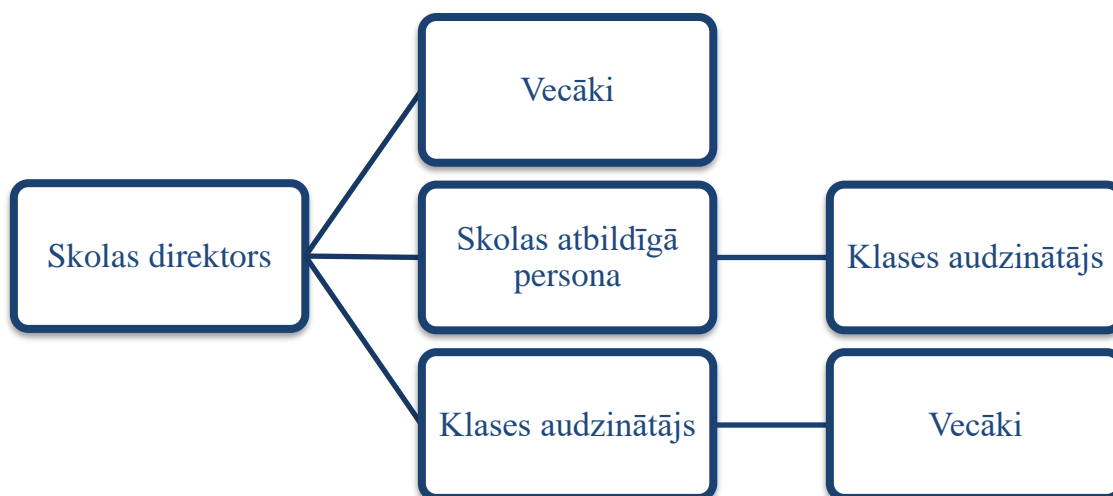 Vecāki
Skolas direktors
Skolas atbildīgā
persona
Klases audzinātājs
Klases audzinātājs
Vecāki